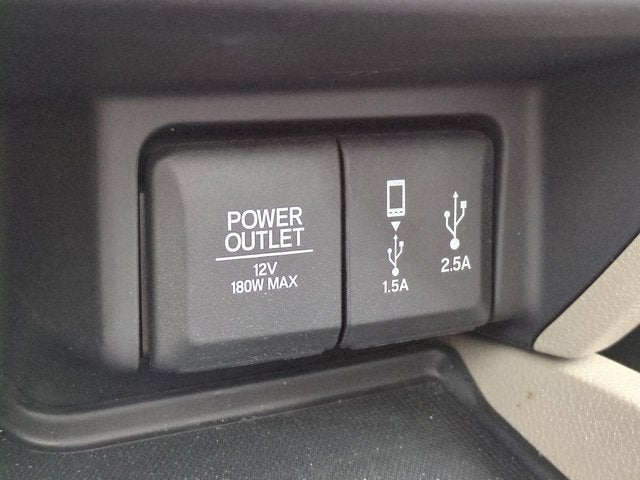 POWER
OUTLET
12V
180W MAX
1.5A
2.5A